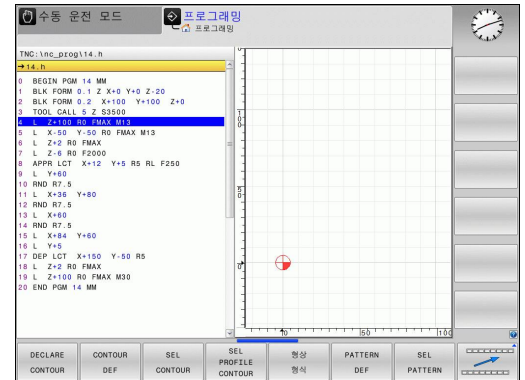 수동 운전 모드
프로그래밍
프로그래밍
TNC:\nc_prog\14.h
→14.h
0 BEGIN PGM 14 MM
1 BLK FORM 0.1 Z X+0 Y+0 Z-20
2 BLK FORM 0.2 X+100 Y+100 Z+0
3 TOOL CALL 5 Z S3500
4 L Z+100 R0 FMAX M13
5 L X-50 Y-50 R0 FMAX M13
6 L Z+2 R0 FMAX
7 L Z-6 R0 F2000
8 APPR LCT X+12 Y+5 R5 RL F250
9 L Y+60
10 RND R7.5
11 L X+36 Y+80
12 RND R7.5
13 L X+60
14 RND R7.5
15 L X+84 Y+60
16 L Y+5
17 DEP LCT X+150 Y-50 R5
18 L Z+2 R0 FMAX
19 L Z+100 R0 FMAX M30
20 END PGM 14 MM
100
50
0
0 50 100
DECLARE CONTOUR
CONTOUR DEF
SEL CONTOUR
SEL PROFILE CONTOUR
형상 형식
PATTERN DEF
SEL PATTERN